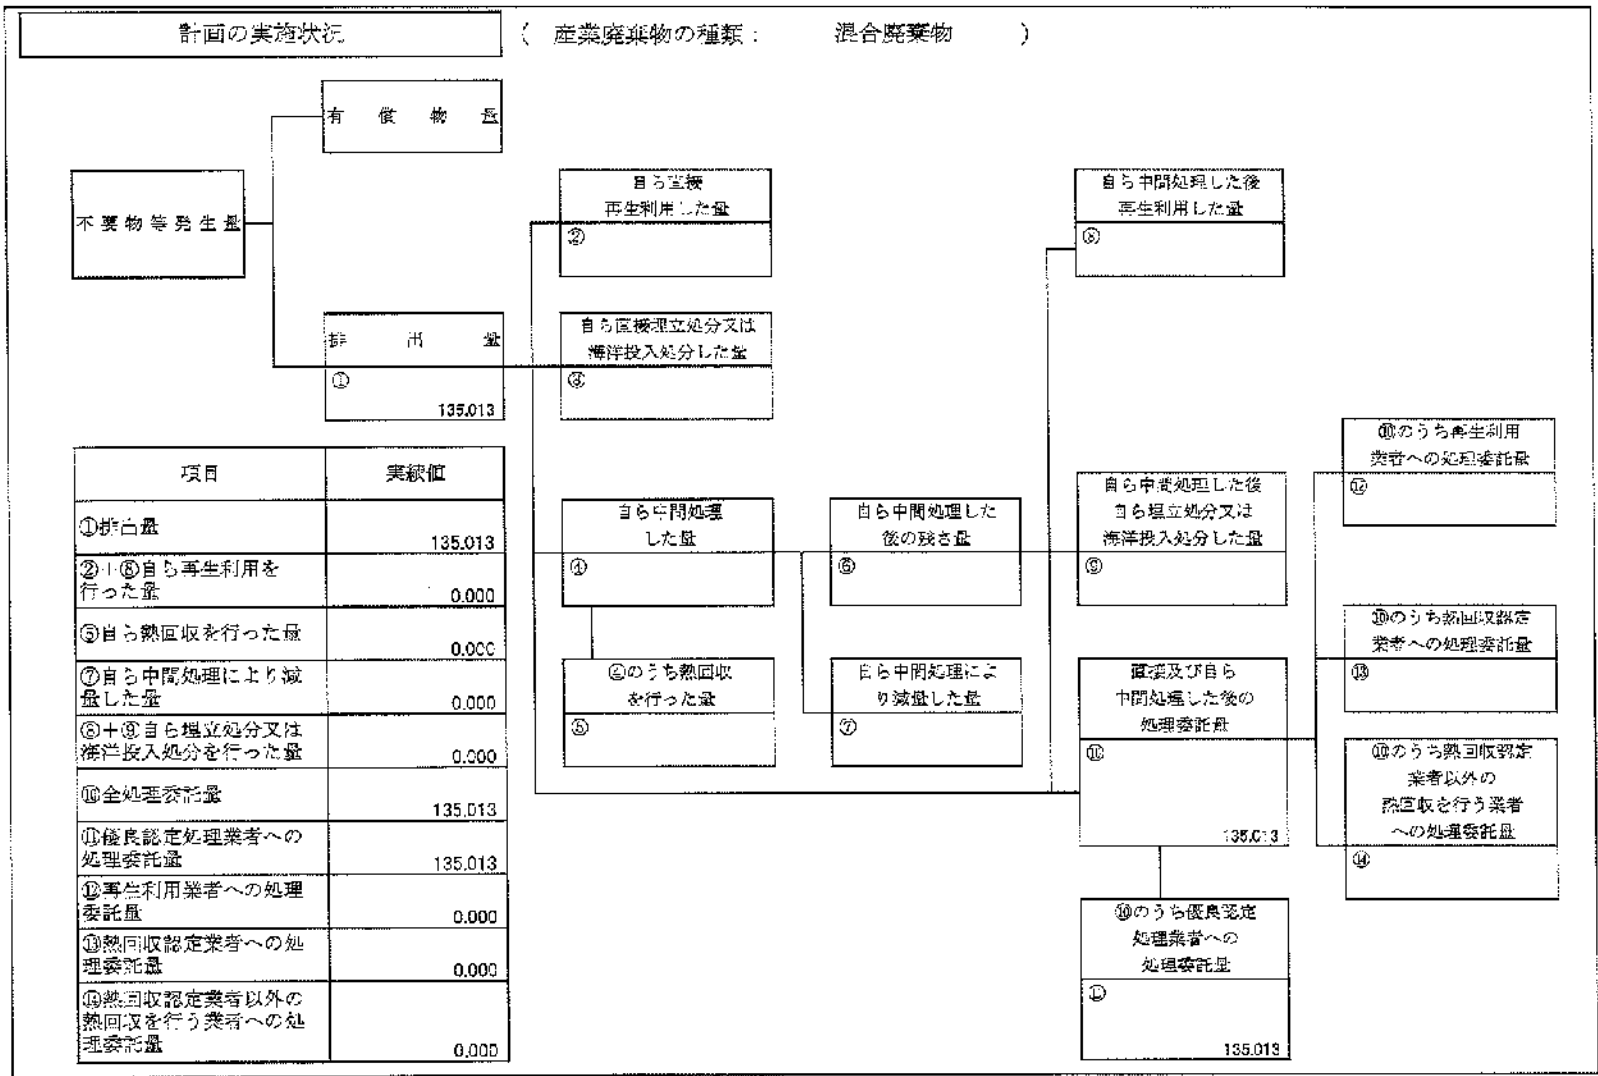 計画の実施状況 ( 産業廃棄物の種類： 混合廃棄物 )
有償物量
不要物等発生量
排出量
①
135.013
自ら直接
再生利用した量
②
自ら直接埋立処分又は
海洋投入処分した量
③
自ら中間処理
した量
④
④のうち熱回収
を行った量
⑤
自ら中間処理した
後の残さ量
⑥
自ら中間処理によ
り減量した量
⑦
自ら中間処理した後
再生利用した量
⑧
自ら中間処理した後
自ら埋立処分又は
海洋投入処分した量
⑨
直接及び自ら
中間処理した後の
処理委託量
⑩
135.013
⑩のうち優良認定
処理業者への
処理委託量
⑪
135.013
⑩のうち再生利用
業者への処理委託量
⑫
⑩のうち熱回収認定
業者への処理委託量
⑬
⑩のうち熱回収認定
業者以外の
熱回収を行う業者
への処理委託量
⑭
項目 実績値
①排出量 135.013
②+⑧自ら再生利用を
行った量 0.000
⑤自ら熱回収を行った量 0.000
⑦自ら中間処理により減
量した量 0.000
③+⑨自ら埋立処分又は
海洋投入処分を行った量 0.000
⑩全処理委託量 135.013
⑪優良認定処理業者への
処理委託量 135.013
⑫再生利用業者への処理
委託量 0.000
⑬熱回収認定業者への処
理委託量 0.000
⑭熱回収認定業者以外の
熱回収を行う業者への処
理委託量 0.000